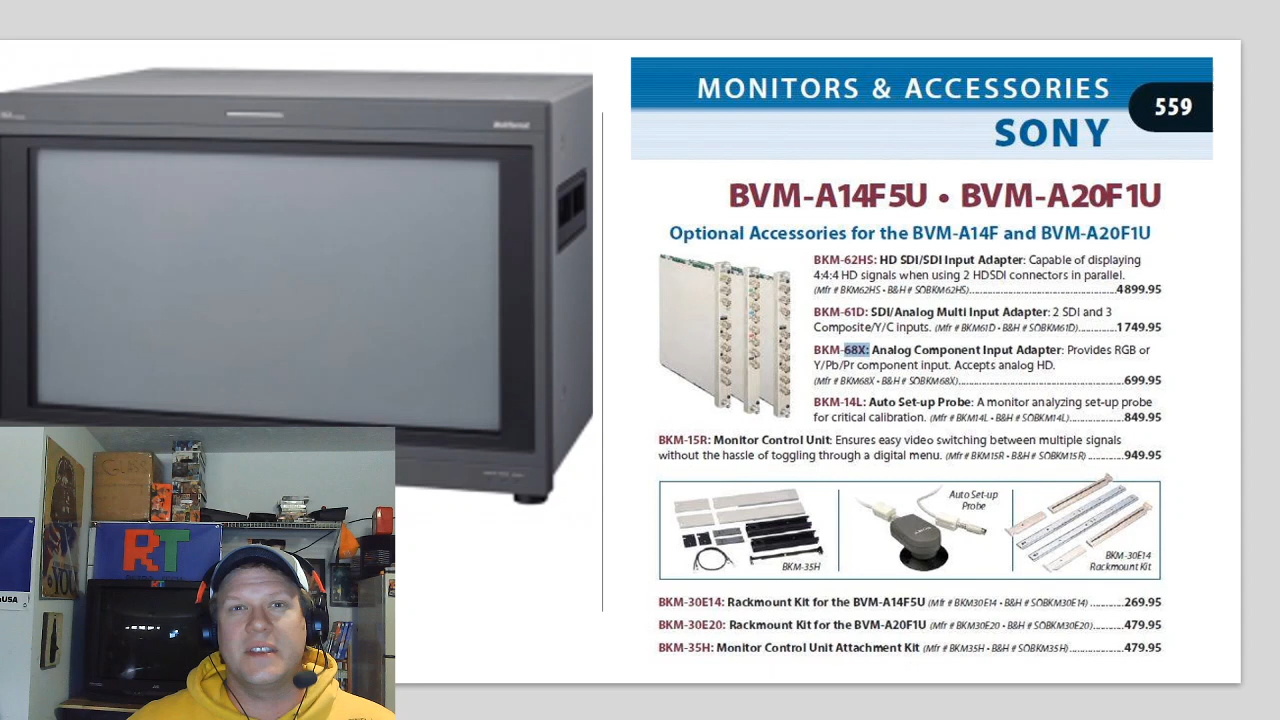 MONITORS & ACCESSORIES
559
SONY
BVM-A14F5U • BVM-A20F1U
Optional Accessories for the BVM-A14F and BVM-A20F1U
BKM-62HS: HD SDI/SDI Input Adapter: Capable of displaying
4:4:4 HD signals when using 2 HDSDI connectors in parallel.
(Mfr # BKM62HS • B&H # SOBKM62HS)..........4899.95
BKM-61D: SDI/Analog Multi Input Adapter: 2 SDI and 3
Composite/Y/C inputs. (Mfr # BKM61D • B&H # SOBKM61D)..........1749.95
BKM-68X: Analog Component Input Adapter: Provides RGB or
Y/Pb/Pr component input. Accepts analog HD.
(Mfr # BKM68X • B&H # SOBKM68X)..........699.95
BKM-14L: Auto Set-up Probe: A monitor analyzing set-up probe
for critical calibration. (Mfr # BKM14L • B&H # SOBKM14L)..........849.95
BKM-15R: Monitor Control Unit: Ensures easy video switching between multiple signals
without the hassle of toggling through a digital menu. (Mfr # BKM15R • B&H # SOBKM15R)..........949.95
BKM-35H
Auto Set-up
Probe
BKM-30E14
Rackmount Kit
BKM-30E14: Rackmount Kit for the BVM-A14F5U (Mfr # BKM30E14 • B&H # SOBKM30E14)..........269.95
BKM-30E20: Rackmount Kit for the BVM-A20F1U (Mfr # BKM30E20 • B&H # SOBKM30E20)..........479.95
BKM-35H: Monitor Control Unit Attachment Kit (Mfr # BKM35H • B&H # SOBKM35H)..........479.95
RT
RT
YOU
USA